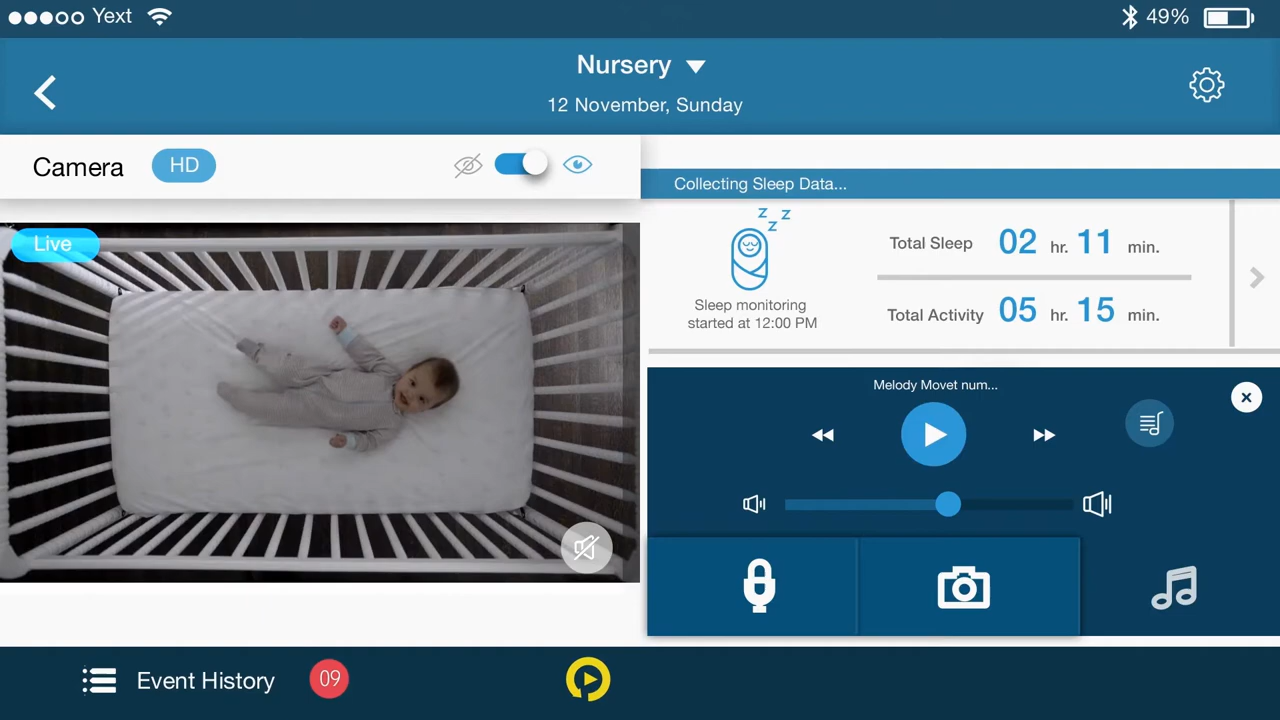 Yext
49%
Nursery
12 November, Sunday
Camera
HD
Collecting Sleep Data...
Live
z z z
Total Sleep 02 hr. 11 min.
Sleep monitoring
started at 12:00 PM
Total Activity 05 hr. 15 min.
Melody Movet num...
Event History
09